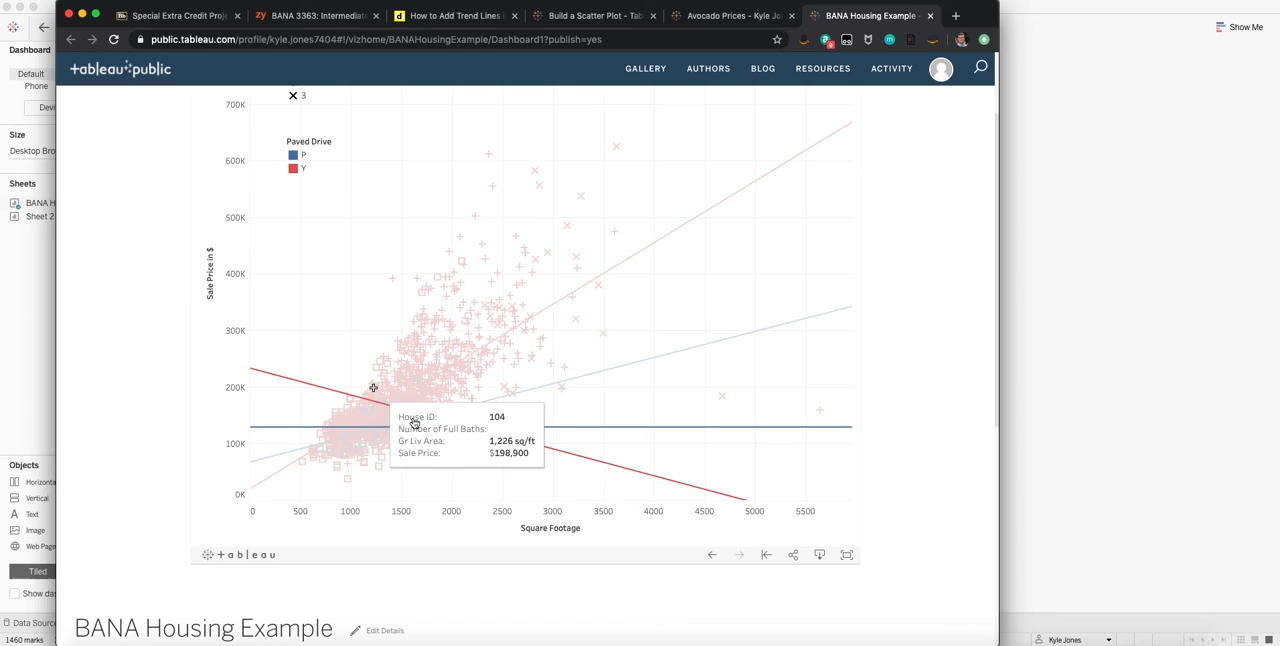 Special Extra Credit Proje
BANA 3363: Intermediate
How to Add Trend Lines
Build a Scatter Plot - Tab
Avocado Prices - Kyle Jo
BANA Housing Example -
public.tableau.com/profile/kyle.jones7404#!/vizhome/BANAHousingExample/Dashboard1?publish=yes
Show Me
+ableau+public
GALLERY AUTHORS BLOG RESOURCES ACTIVITY
Dashboard
Default
Phone
Devi
Size
Desktop Bro
Sheets
BANA H
Sheet 2
Objects
Horizonta
Vertical
Text
Image
Web Page
Tiled
Show das
Data Source
1460 marks
3
Paved Drive
P
Y
700K
600K
500K
400K
300K
200K
100K
0K
Sale Price in $
House ID: 104
Number of Full Baths:
Gr Liv Area: 1,226 sq/ft
Sale Price: $198,900
0 500 1000 1500 2000 2500 3000 3500 4000 4500 5000 5500
Square Footage
+ableau
BANA Housing Example
Edit Details
Kyle Jones